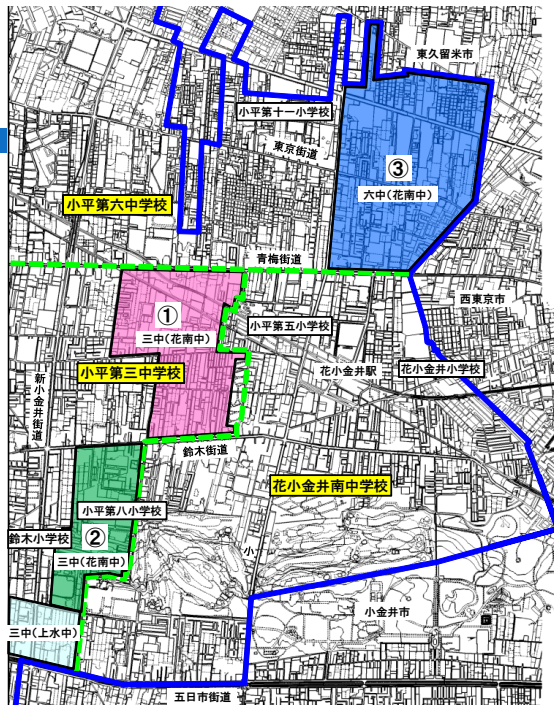 東久留米市
小平第十一小学校
東京街道
③
六中(花南中)
小平第六中学校
青梅街道
西東京市
①
小平第五小学校
三中(花南中)
花小金井駅
花小金井小学校
小平第三中学校
新小金井街道
鈴木街道
花小金井南中学校
小平第八小学校
鈴木小学校
②
小
三中(花南中)
小金井市
三中(上水中)
五日市街道